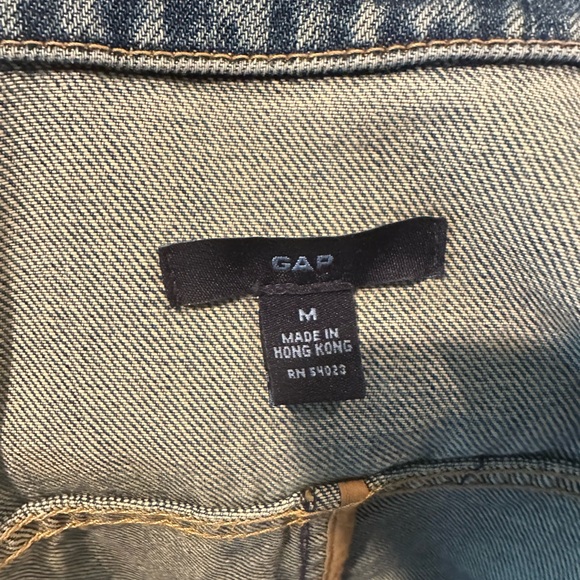 GAP
M
MADE IN
HONG KONG
RN 54023